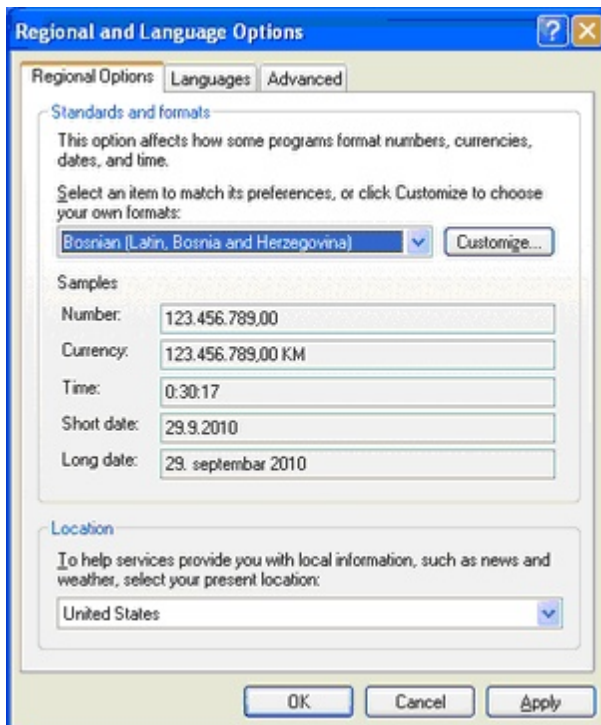 Regional and Language Options
Regional Options Languages Advanced
Standards and formats
This option affects how some programs format numbers, currencies,
dates, and time.
Select an item to match its preferences, or click Customize to choose
your own formats:
Bosnian (Latin, Bosnia and Herzegovina) Customize...
Samples
Number: 123.456.789,00
Currency: 123.456.789,00 KM
Time: 0:30:17
Short date: 29.9.2010
Long date: 29. septembar 2010
Location
To help services provide you with local information, such as news and
weather, select your present location:
United States
OK Cancel Apply